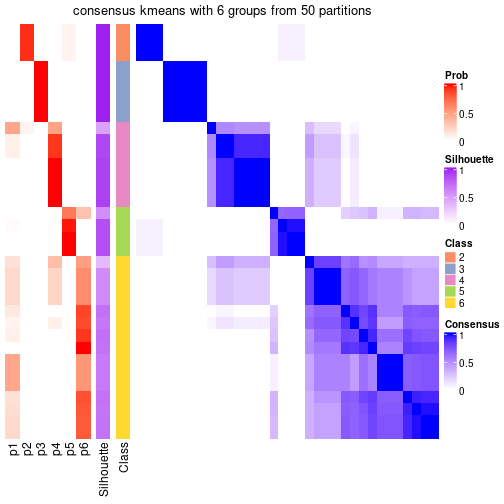 consensus kmeans with 6 groups from 50 partitions
Prob
1
0.5
0
Silhouette
1
0.5
0
Class
2
3
4
5
6
Consensus
1
0.5
0
p1
p2
p3
p4
p5
p6
Silhouette
Class